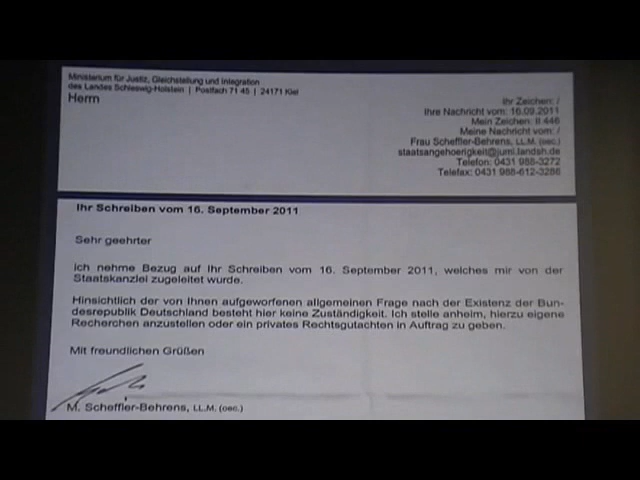 Ministerium für Justiz, Gleichstellung und Integration
des Landes Schleswig-Holstein | Postfach 71 45 | 24171 Kiel
Herrn
Ihr Zeichen: /
Ihre Nachricht vom: 16.09.2011
Mein Zeichen: II 446
Meine Nachricht vom: /
Frau Scheffler-Behrens, LL.M. (oec.)
staatsangehoerigkeit@jumi.landsh.de
Telefon: 0431 988-3272
Telefax: 0431 988-612-3286
Ihr Schreiben vom 16. September 2011
Sehr geehrter
ich nehme Bezug auf Ihr Schreiben vom 16. September 2011, welches mir von der
Staatskanzlei zugeleitet wurde.
Hinsichtlich der von Ihnen aufgeworfenen allgemeinen Frage nach der Existenz der Bun-
desrepublik Deutschland besteht hier keine Zuständigkeit. Ich stelle anheim, hierzu eigene
Recherchen anzustellen oder ein privates Rechtsgutachten in Auftrag zu geben.
Mit freundlichen Grüßen
M. Scheffler-Behrens, LL.M. (oec.)